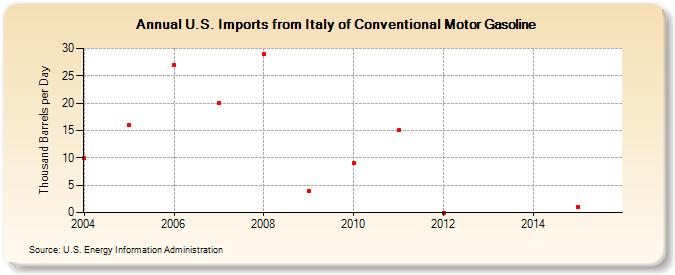 Annual U.S. Imports from Italy of Conventional Motor Gasoline
Thousand Barrels per Day
30
25
20
15
10
5
0
2004 2006 2008 2010 2012 2014
Source: U.S. Energy Information Administration